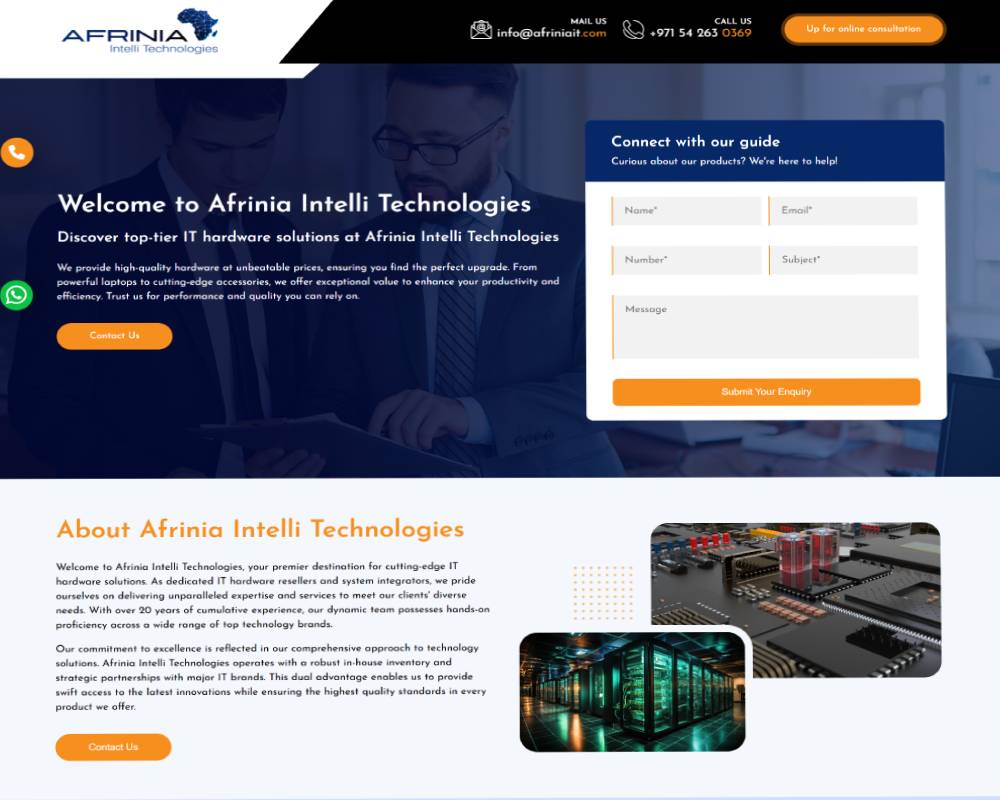 AFRINIA
Intelli Technologies
MAIL US
info@afriniait.com
CALL US
+971 54 263 0369
Up for online consultation
Welcome to Afrinia Intelli Technologies
Discover top-tier IT hardware solutions at Afrinia Intelli Technologies
We provide high-quality hardware at unbeatable prices, ensuring you find the perfect upgrade. From
powerful laptops to cutting-edge accessories, we offer exceptional value to enhance your productivity and
efficiency. Trust us for performance and quality you can rely on.
Contact Us
Connect with our guide
Curious about our products? We're here to help!
Name*
Email*
Number*
Subject*
Message
Submit Your Enquiry
About Afrinia Intelli Technologies
Welcome to Afrinia Intelli Technologies, your premier destination for cutting-edge IT
hardware solutions. As dedicated IT hardware resellers and system integrators, we pride
ourselves on delivering unparalleled expertise and services to meet our clients' diverse
needs. With over 20 years of cumulative experience, our dynamic team possesses hands-on
proficiency across a wide range of top technology brands.
Our commitment to excellence is reflected in our comprehensive approach to technology
solutions. Afrinia Intelli Technologies operates with a robust in-house inventory and
strategic partnerships with major IT brands. This dual advantage enables us to provide
swift access to the latest innovations while ensuring the highest quality standards in every
product we offer.
Contact Us